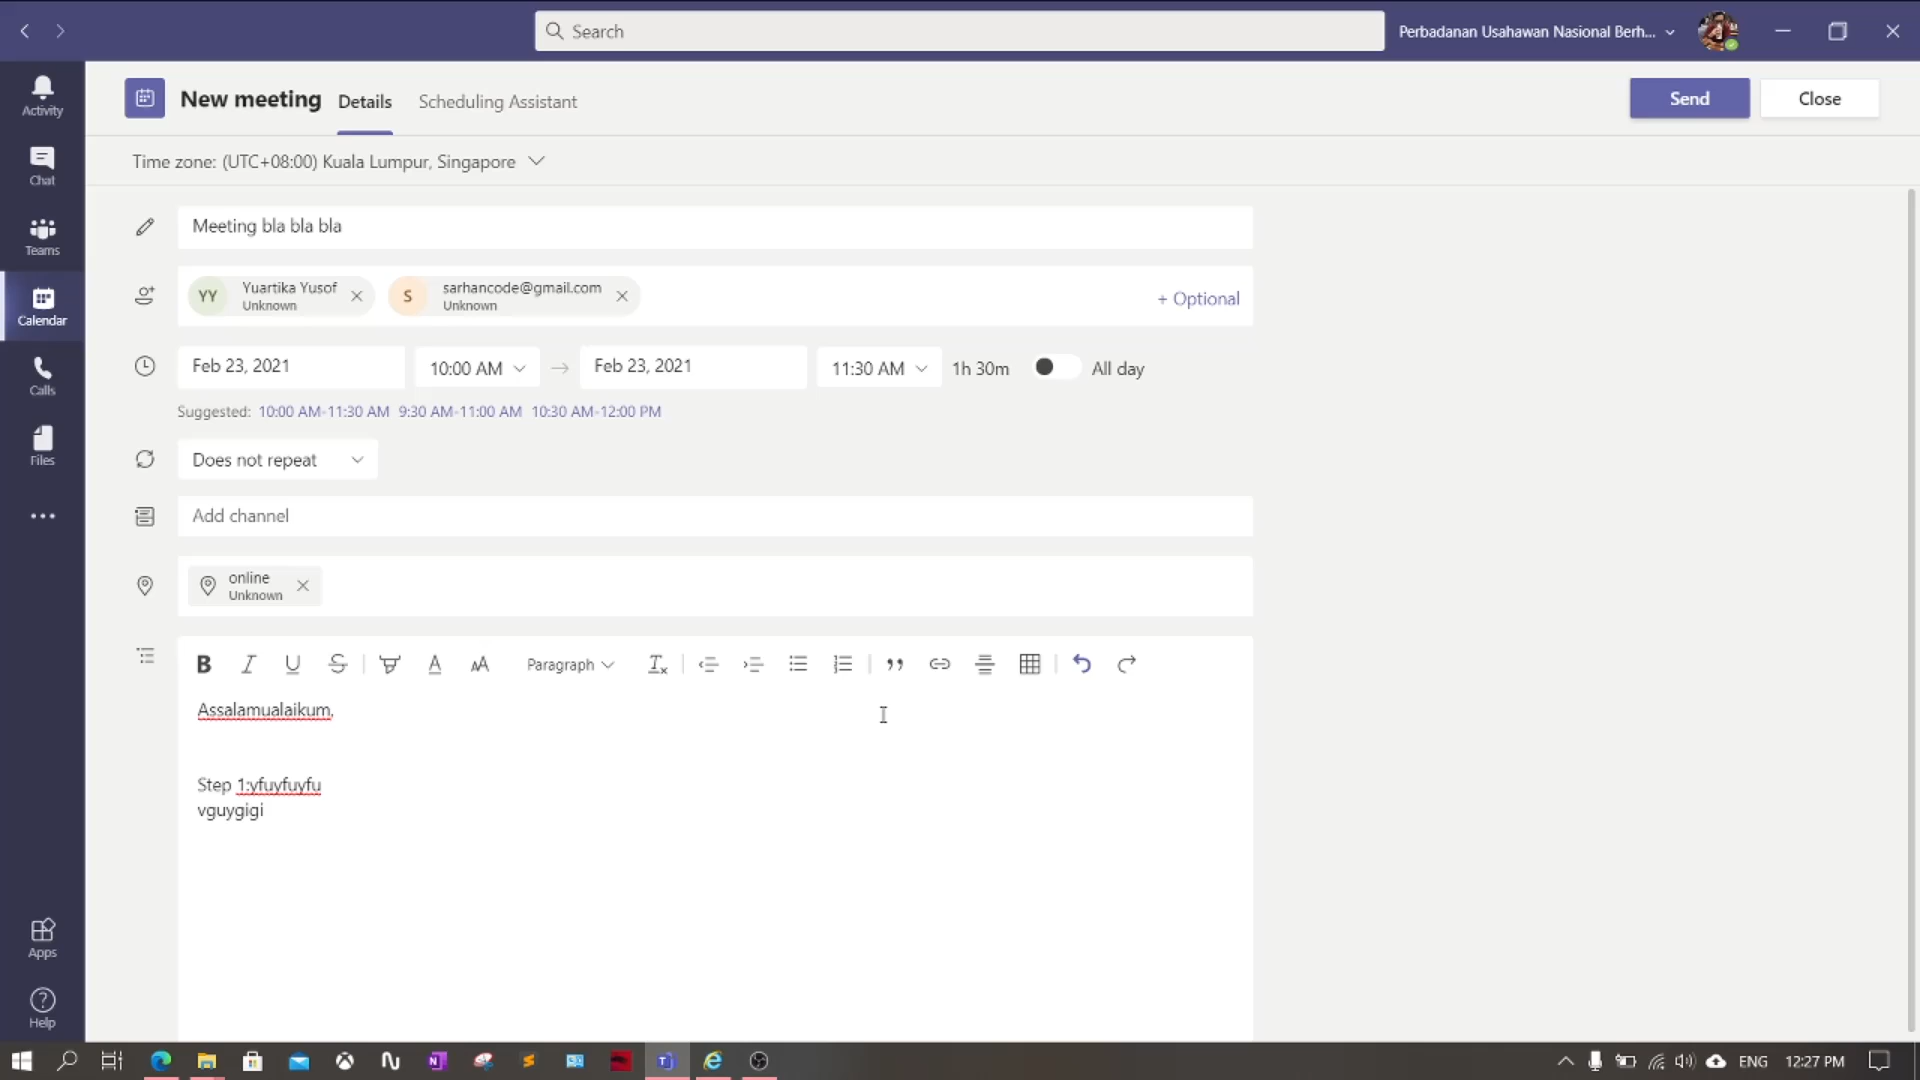 Search
Perbadanan Usahawan Nasional Berh...
Activity
Chat
Teams
Calendar
Calls
Files
Apps
Help
New meeting
Details
Scheduling Assistant
Send
Close
Time zone: (UTC+08:00) Kuala Lumpur, Singapore
Meeting bla bla bla
YY
Yuartika Yusof
Unknown
S
sarhancode@gmail.com
Unknown
+ Optional
Feb 23, 2021
10:00 AM
Feb 23, 2021
11:30 AM
1h 30m
All day
Suggested: 10:00 AM-11:30 AM 9:30 AM-11:00 AM 10:30 AM-12:00 PM
Does not repeat
Add channel
online
Unknown
Paragraph
Assalamualaikum,
Step 1:yfuyfuyfu
vguygigi
ENG
12:27 PM